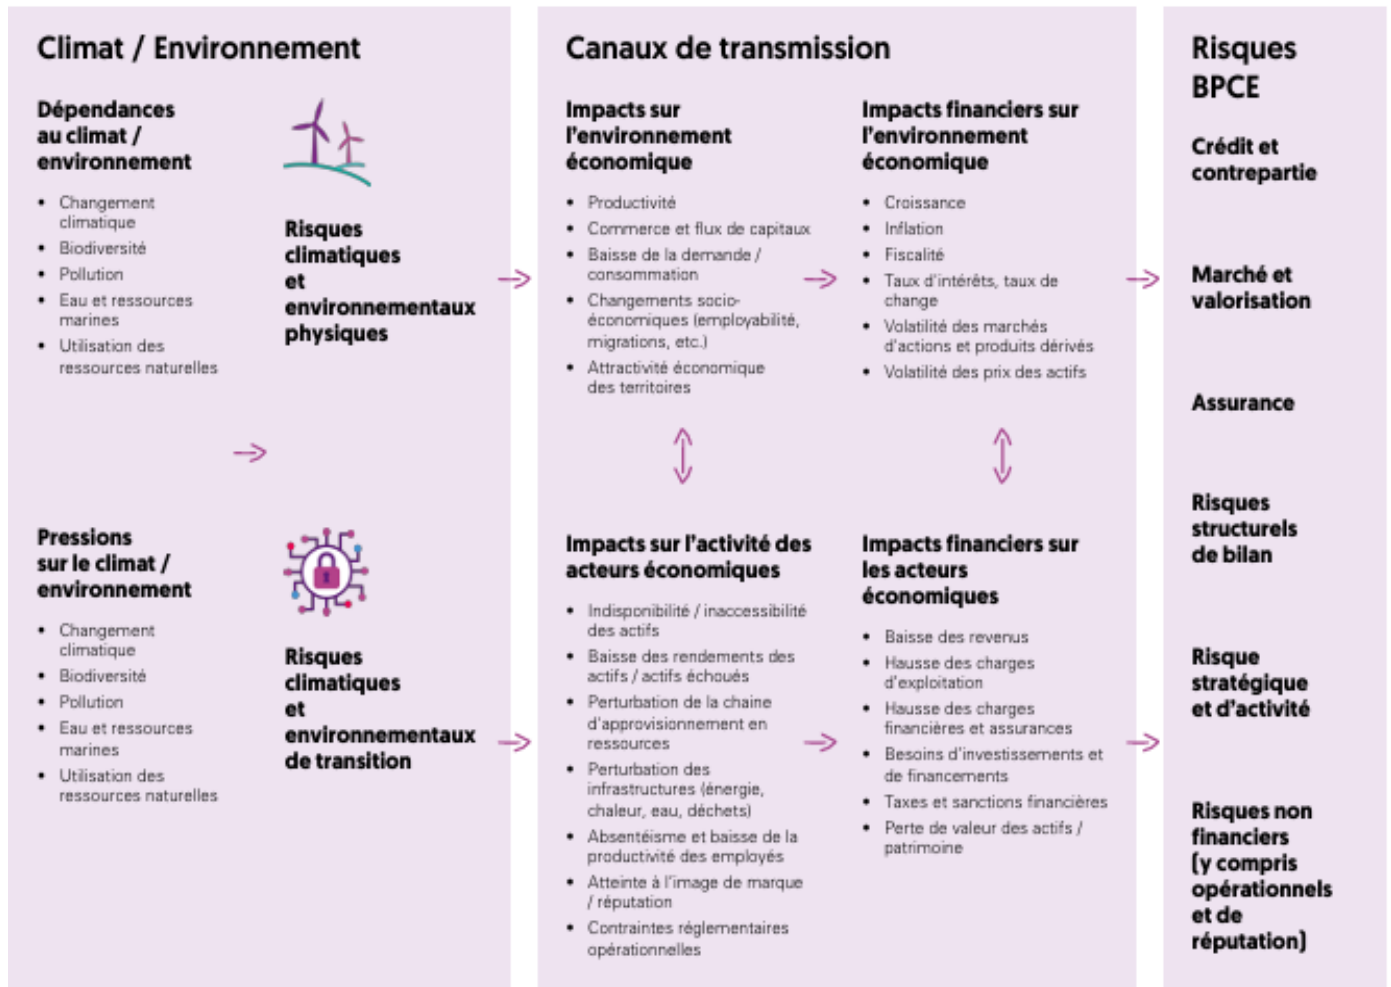 Climat / Environnement
Dépendances
au climat /
environnement
• Changement
climatique
• Biodiversité
• Pollution
• Eau et ressources
marines
• Utilisation des
ressources naturelles
Risques
climatiques
et
environnementaux
physiques
Pressions
sur le climat /
environnement
• Changement
climatique
• Biodiversité
• Pollution
• Eau et ressources
marines
• Utilisation des
ressources naturelles
Risques
climatiques
et
environnementaux
de transition
Canaux de transmission
Impacts sur
l'environnement
économique
• Productivité
• Commerce et flux de capitaux
• Baisse de la demande /
consommation
• Changements socio-
économiques (employabilité,
migrations, etc.)
• Attractivité économique
des territoires
Impacts financiers sur
l'environnement
économique
• Croissance
• Inflation
• Fiscalité
• Taux d'intérêts, taux de
change
• Volatilité des marchés
d'actions et produits dérivés
• Volatilité des prix des actifs
Impacts sur l'activité des
acteurs économiques
• Indisponibilité / inaccessibilité
des actifs
• Baisse des rendements des
actifs / actifs échoués
• Perturbation de la chaine
d'approvisionnement en
ressources
• Perturbation des
infrastructures (énergie,
chaleur, eau, déchets)
• Absentéisme et baisse de la
productivité des employés
• Atteinte à l'image de marque
/ réputation
• Contraintes réglementaires
opérationnelles
Impacts financiers sur
les acteurs
économiques
• Baisse des revenus
• Hausse des charges
d'exploitation
• Hausse des charges
financières et assurances
• Besoins d'investissements et
de financements
• Taxes et sanctions financières
• Perte de valeur des actifs /
patrimoine
Risques
BPCE
Crédit et
contrepartie
Marché et
valorisation
Assurance
Risques
structurels
de bilan
Risque
stratégique
et d'activité
Risques non
financiers
(y compris
opérationnels
et de
réputation)